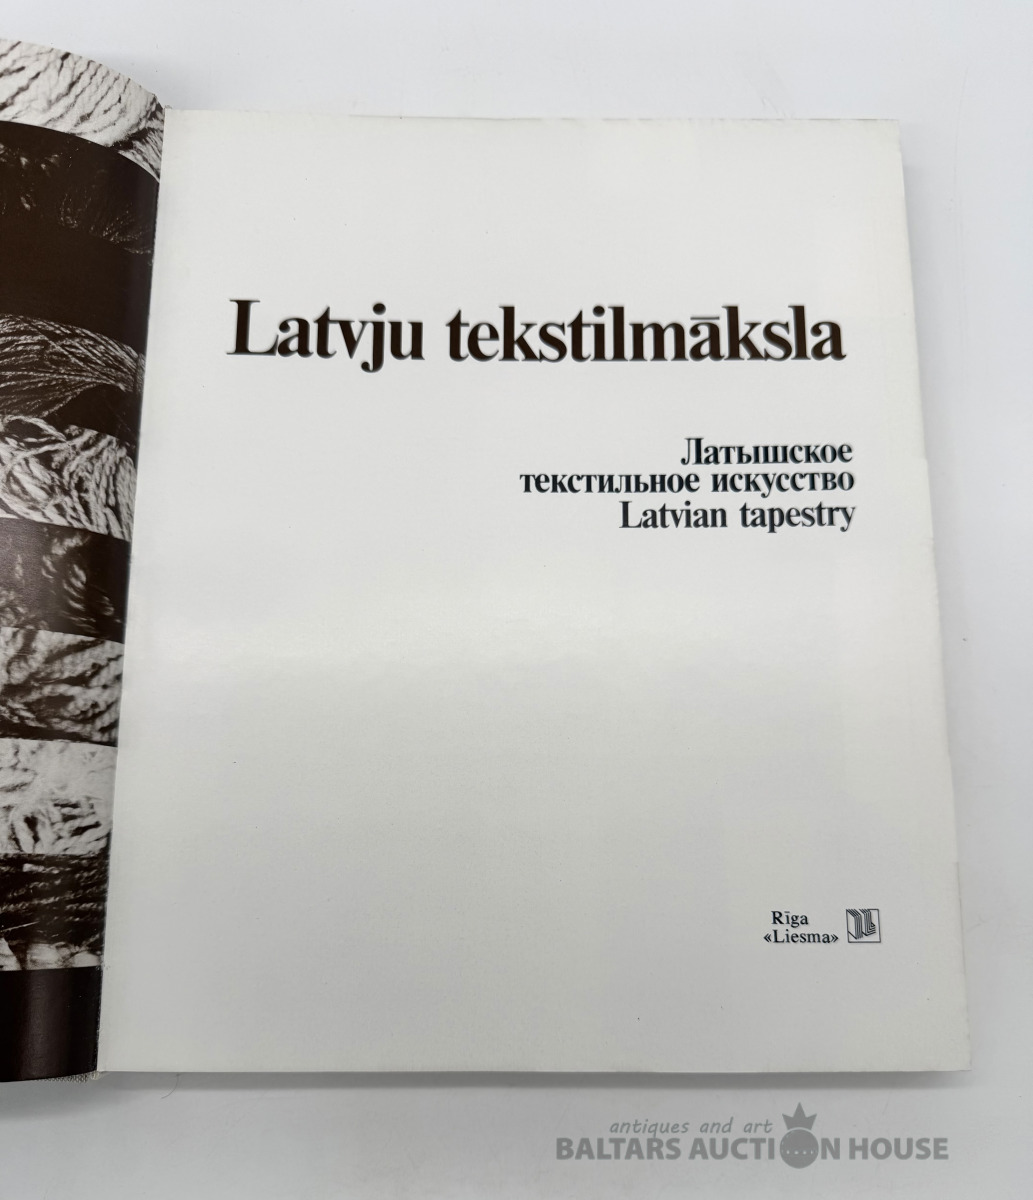 Latvju tekstilmāksla
Латышское
текстильное искусство
Latvian tapestry
Rīga
«Liesma»
antiques and art
BALTARS AUCTION HOUSE